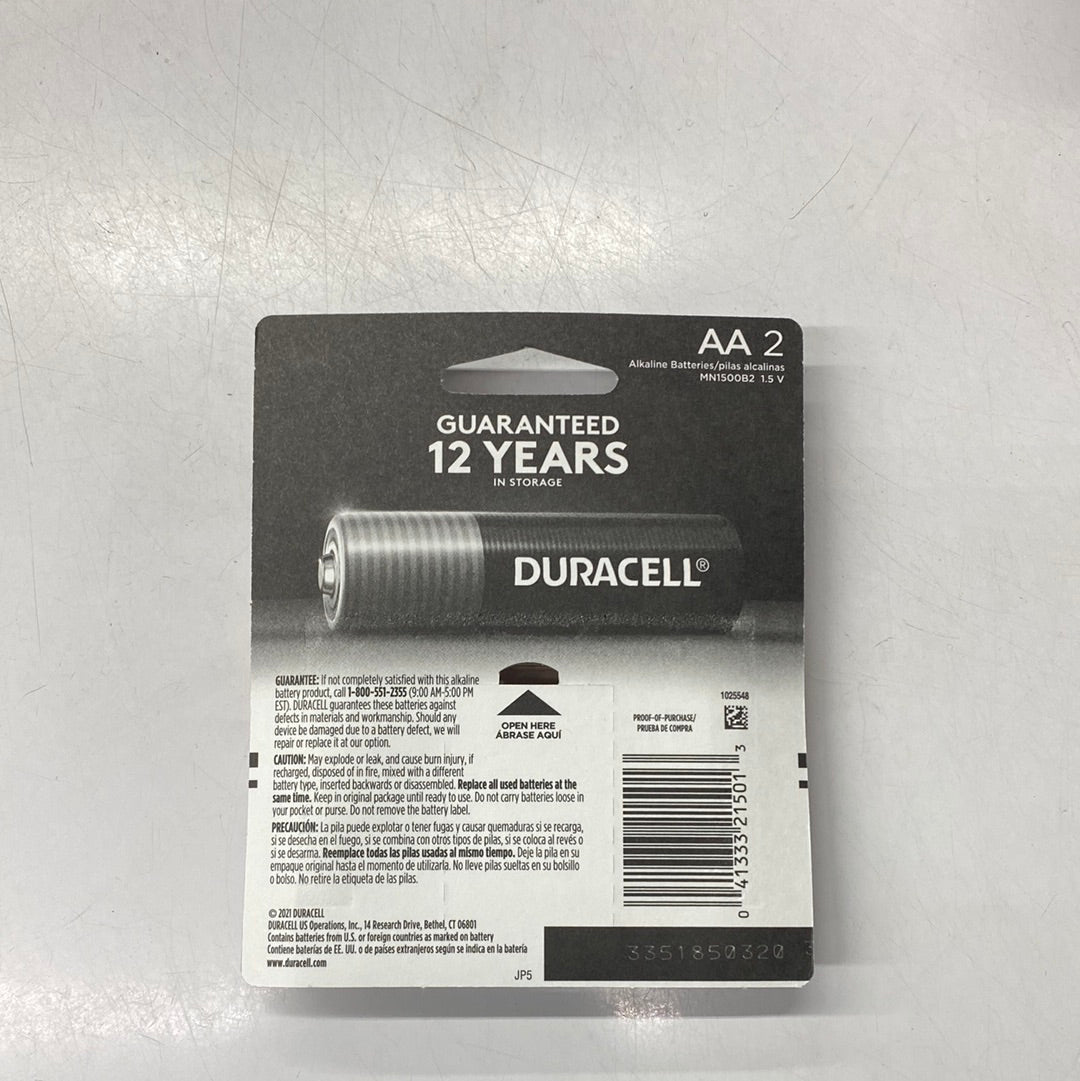 AA 2
Alkaline Batteries/pilas alcalinas
MN1500B2 1.5 V
GUARANTEED
12 YEARS
IN STORAGE
DURACELL®
GUARANTEE: If not completely satisfied with this alkaline
battery product, call 1-800-551-2355 (9:00 AM-5:00 PM
EST). DURACELL guarantees these batteries against
defects in materials and workmanship. Should any
device be damaged due to a battery defect, we will
repair or replace it at our option.
OPEN HERE
ÁBRASE AQUÍ
PROOF-OF-PURCHASE/
PRUEBA DE COMPRA
1025548
CAUTION: May explode or leak, and cause burn injury, if
recharged, disposed of in fire, mixed with a different
battery type, inserted backwards or disassembled. Replace all used batteries at the
same time. Keep in original package until ready to use. Do not carry batteries loose in
your pocket or purse. Do not remove the battery label.
PRECAUCIÓN: La pila puede explotar o tener fugas y causar quemaduras si se recarga,
si se desecha en el fuego, si se combina con otros tipos de pilas, si se coloca al revés o
si se desarma. Reemplace todas las pilas usadas al mismo tiempo. Deje la pila en su
empaque original hasta el momento de utilizarla. No lleve pilas sueltas en su bolsillo
o bolso. No retire la etiqueta de las pilas.
0 41333 21501 3
© 2021 DURACELL
DURACELL US Operations, Inc., 14 Research Drive, Bethel, CT 06801
Contains batteries from U.S. or foreign countries as marked on battery
Contiene baterías de EE. UU. o de países extranjeros según se indica en la batería
www.duracell.com
JP5
3351850320 3